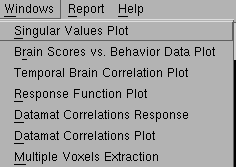 Windows Report Help
Singular Values Plot
Brain Scores vs. Behavior Data Plot
Temporal Brain Correlation Plot
Response Function Plot
Datamat Correlations Response
Datamat Correlations Plot
Multiple Voxels Extraction